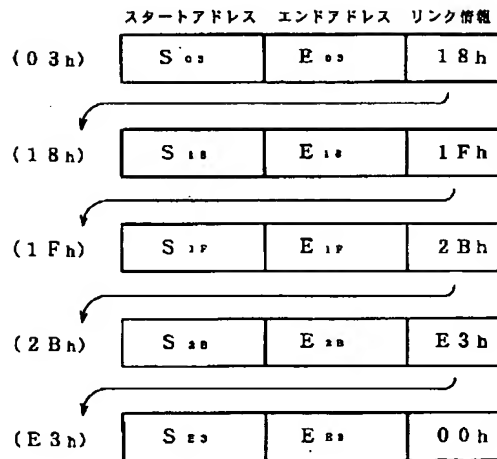 スタートアドレス エンドアドレス リンク情報
(03h) S03 E03 18h
(18h) S18 E18 1Fh
(1Fh) S1F E1F 2Bh
(2Bh) S2B E2B E3h
(E3h) SE3 EE3 00h